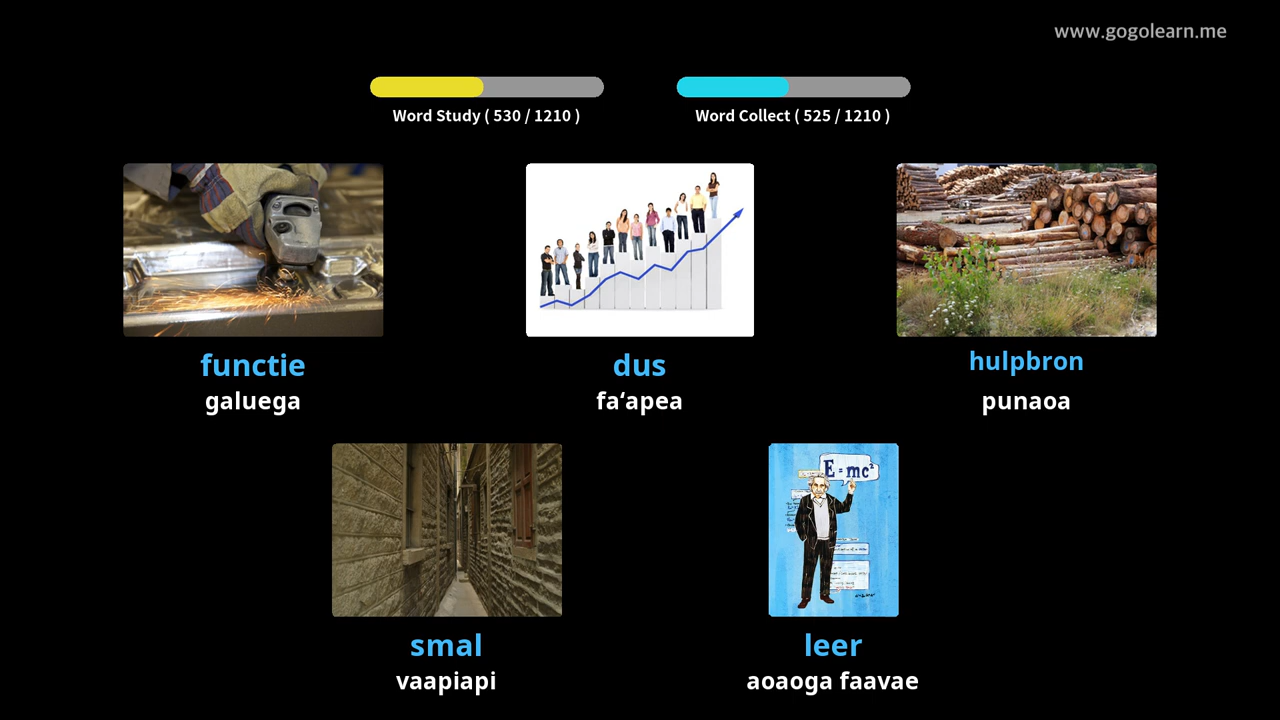 www.gogolearn.me
Word Study ( 530 / 1210 )
Word Collect ( 525 / 1210 )
functie
galuega
dus
fa‘apea
hulpbron
punaoa
E=mc²
smal
vaapiapi
leer
aoaoga faavae